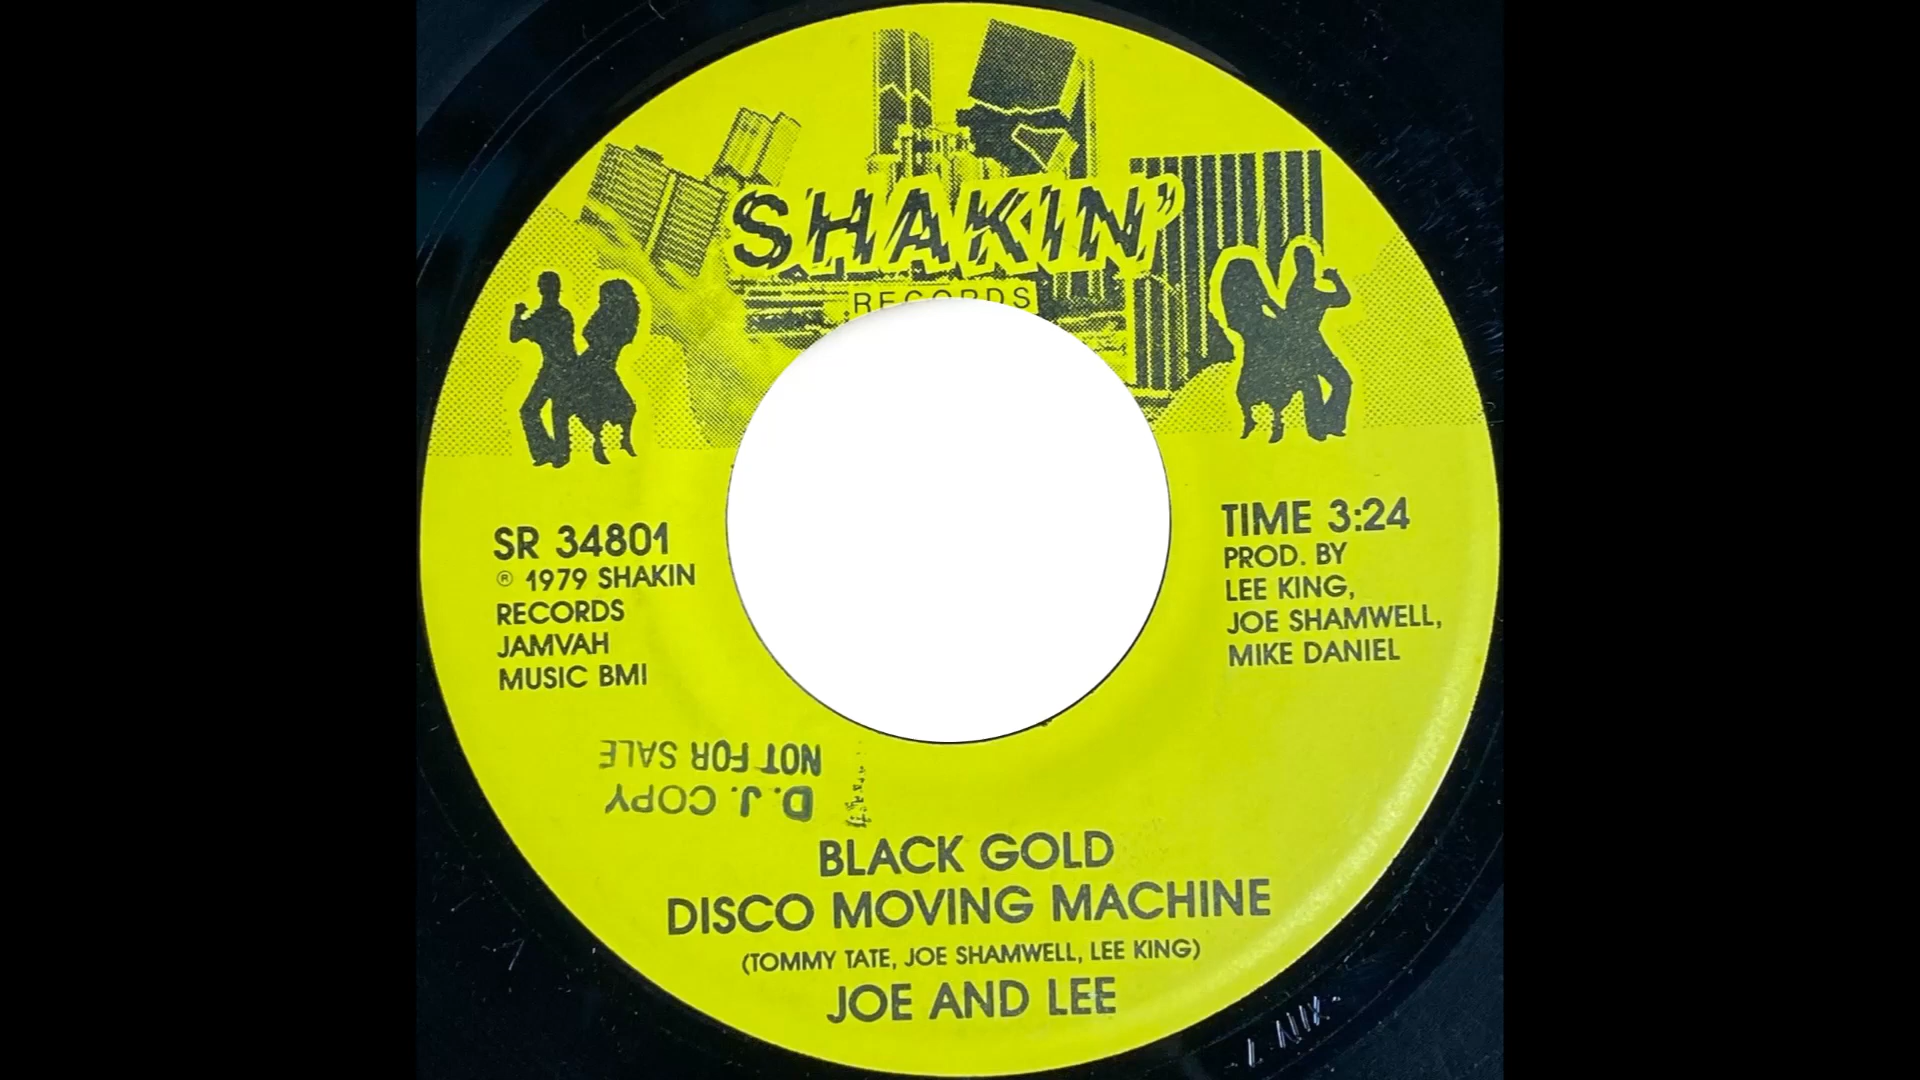 SHAKIN'
RECORDS
SR 34801
℗ 1979 SHAKIN
RECORDS
JAMVAH
MUSIC BMI
TIME 3:24
PROD. BY
LEE KING,
JOE SHAMWELL,
MIKE DANIEL
D.J. COPY
NOT FOR SALE
BLACK GOLD
DISCO MOVING MACHINE
(TOMMY TATE, JOE SHAMWELL, LEE KING)
JOE AND LEE